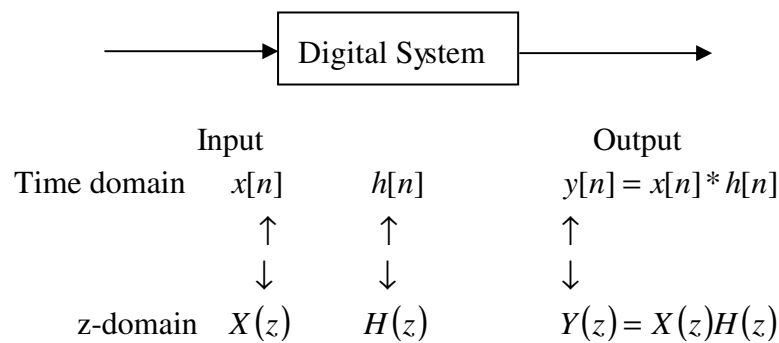 Digital System
Input Output
Time domain x[n] h[n] y[n] = x[n]*h[n]
↑ ↑ ↑
↓ ↓ ↓
z-domain X(z) H(z) Y(z) = X(z)H(z)